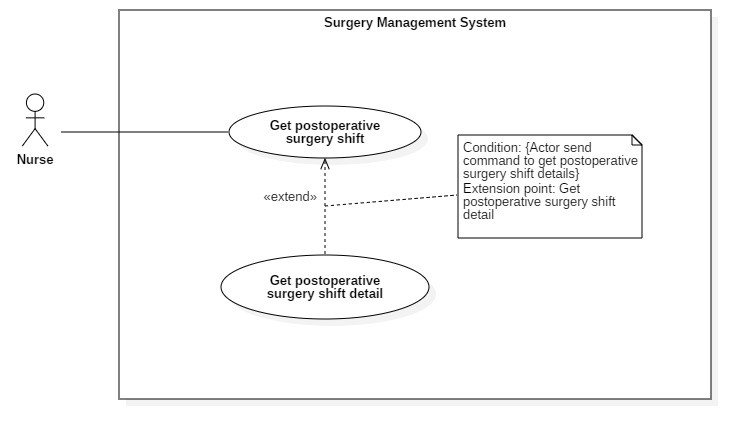 Surgery Management System
Nurse
Get postoperative
surgery shift
Condition: {Actor send
command to get postoperative
surgery shift details}
Extension point: Get
postoperative surgery shift
detail
«extend»
Get postoperative
surgery shift detail